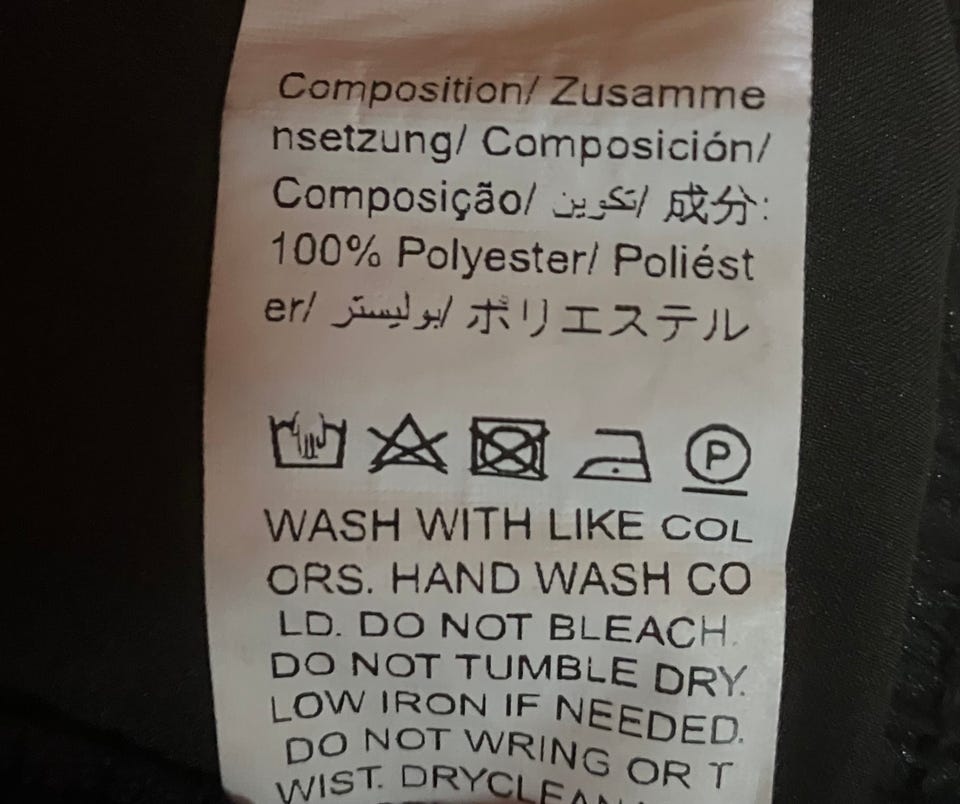 Composition/ Zusamme
nsetzung/ Composición/
Composição/ تكوين/ 成分:
100% Polyester/ Poliést
er/ بوليستر/ ポリエステル
P
WASH WITH LIKE COL
ORS. HAND WASH CO
LD. DO NOT BLEACH.
DO NOT TUMBLE DRY.
LOW IRON IF NEEDED.
DO NOT WRING OR T
WIST. DRYCLEAN